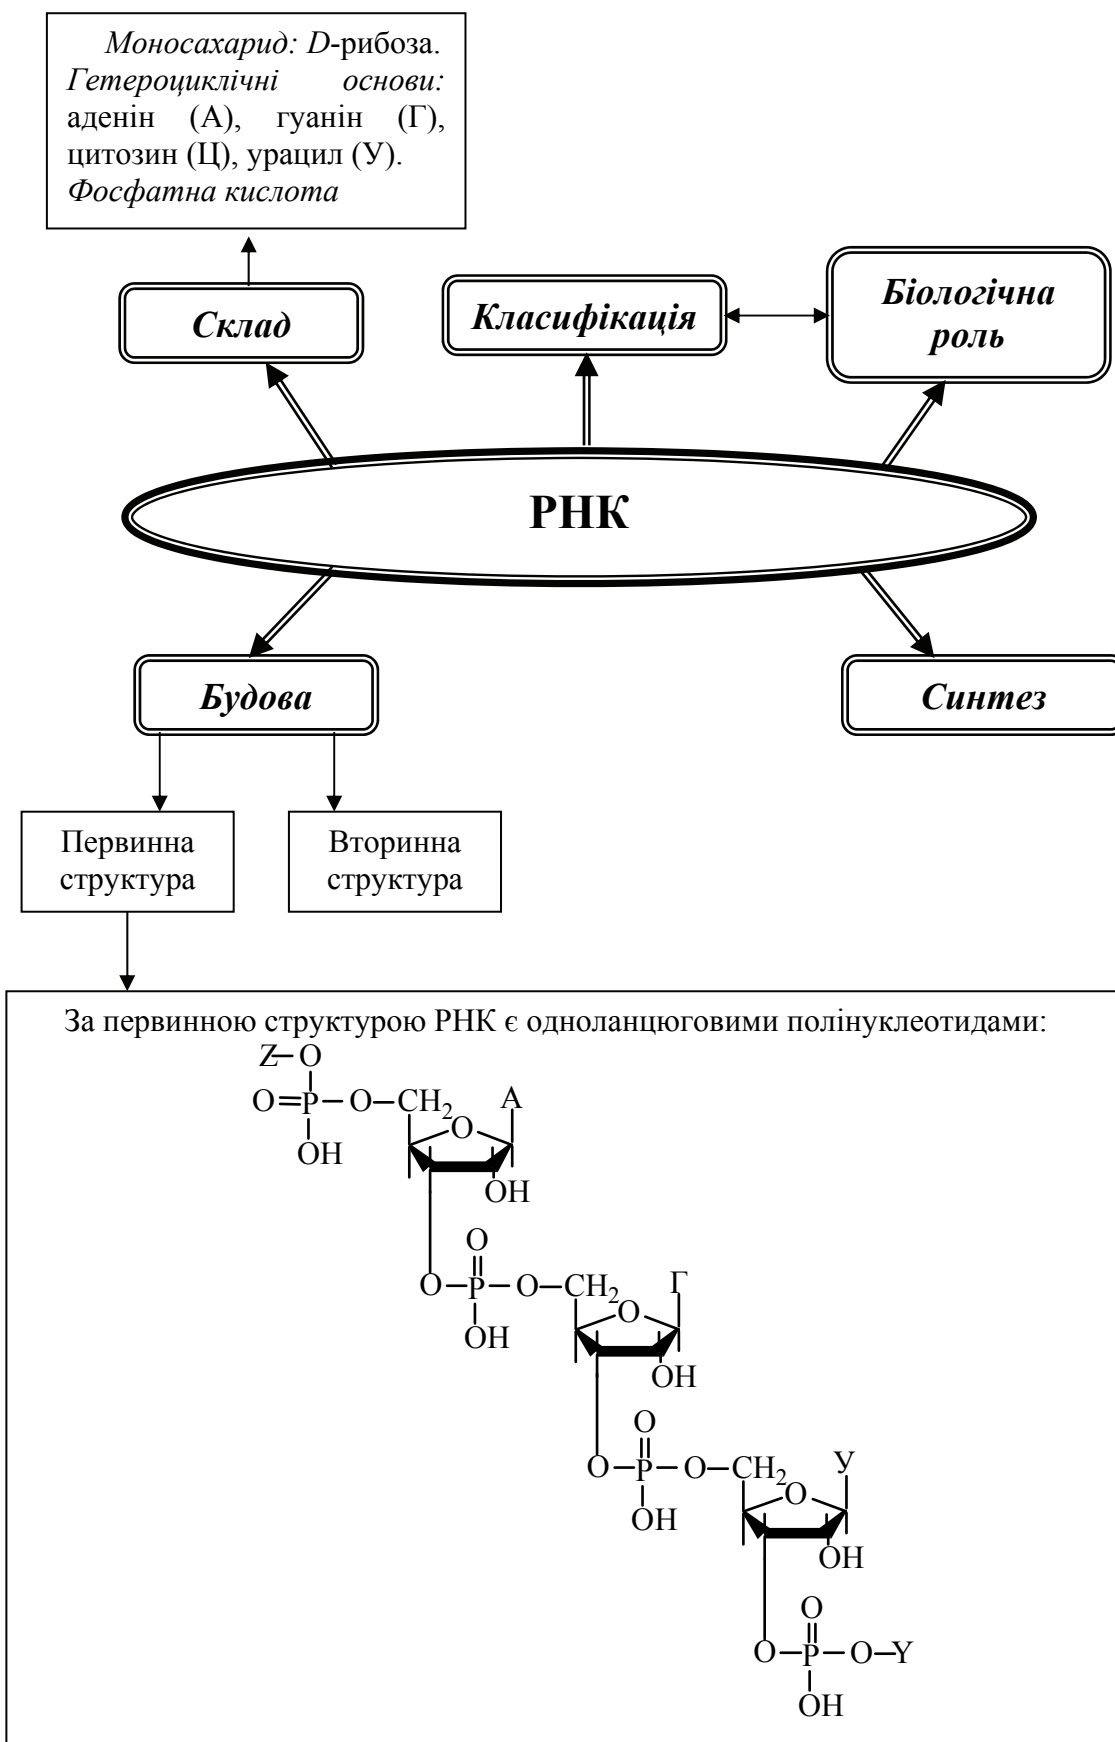 Моносахарид: D-рибоза.
Гетероциклічні основи:
аденін (А), гуанін (Г),
цитозин (Ц), урацил (У).
Фосфатна кислота
Склад
Класифікація
Біологічна
роль
РНК
Будова
Синтез
Первинна
структура
Вторинна
структура
За первинною структурою РНК є одноланцюговими полінуклеотидами:
Z—O
O=P—O—CH2 А
O
OH
OH
O
O—P—O—CH2 Г
O
OH
OH
O
O—P—O—CH2 У
O
OH
OH
O
O—P—O—Y
OH